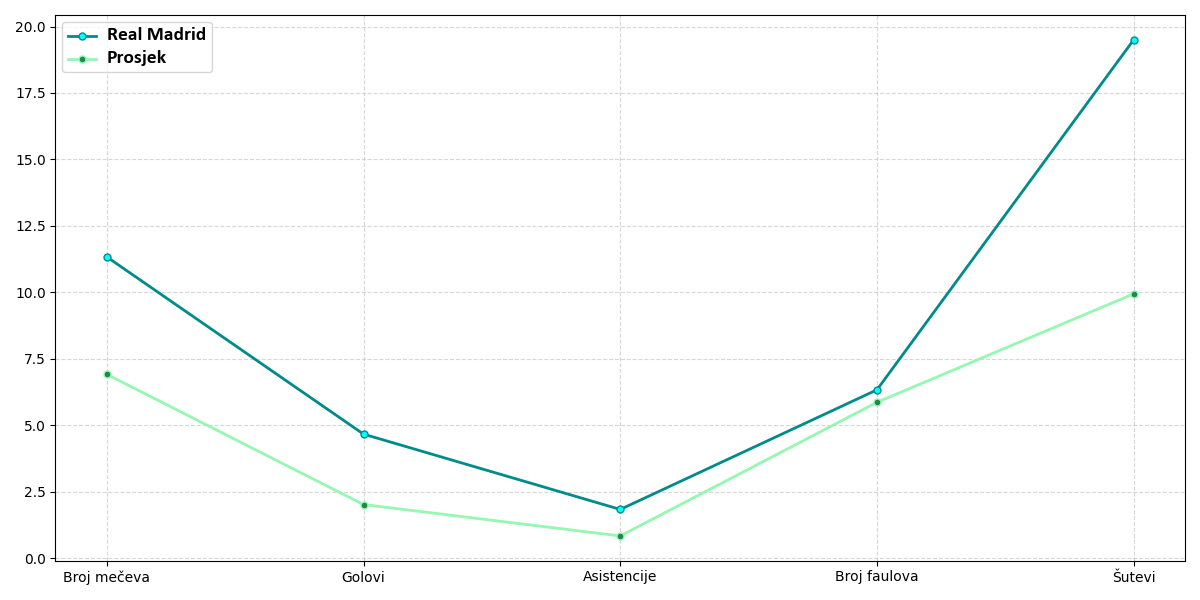 Real Madrid
Prosjek
20.0
17.5
15.0
12.5
10.0
7.5
5.0
2.5
0.0
Broj mečeva
Golovi
Asistencije
Broj faulova
Šutevi